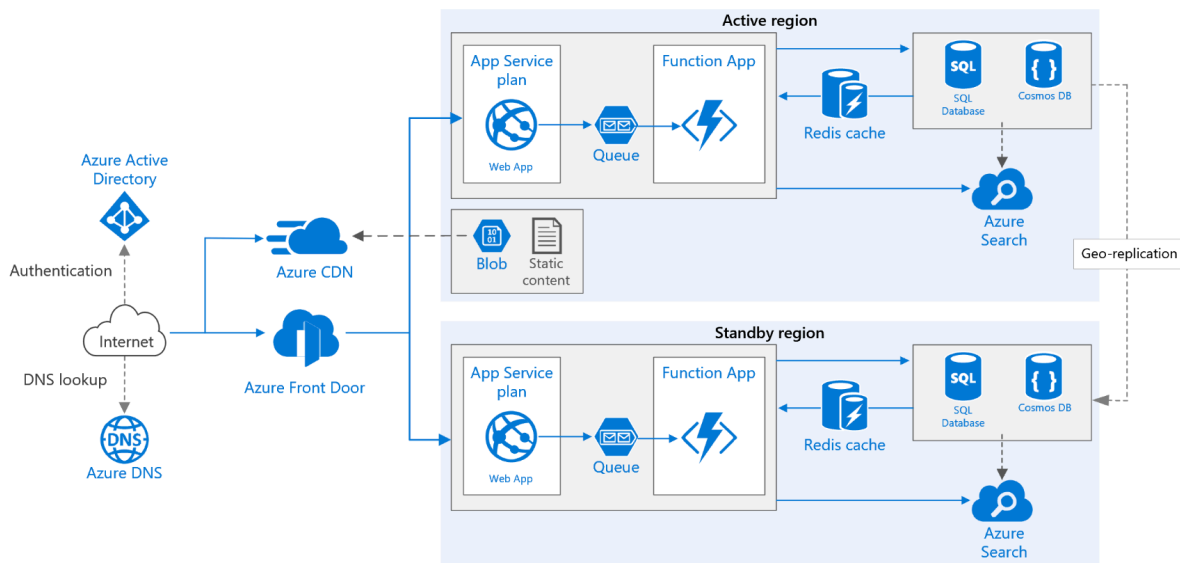 Active region
App Service
plan
Web App
Queue
Function App
Redis cache
SQL
SQL
Database
{ }
Cosmos DB
Azure
Search
Azure Active
Directory
Authentication
Internet
DNS lookup
DNS
Azure DNS
Azure CDN
Azure Front Door
10
01
Blob
Static
content
Geo-replication
Standby region
App Service
plan
Web App
Queue
Function App
Redis cache
SQL
SQL
Database
{ }
Cosmos DB
Azure
Search